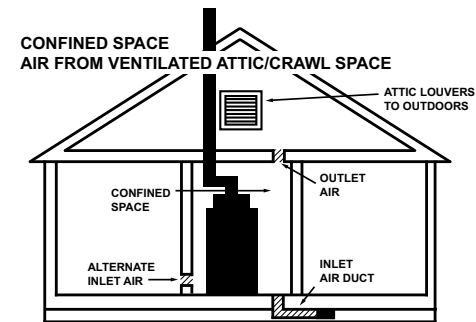 CONFINED SPACE
AIR FROM VENTILATED ATTIC/CRAWL SPACE
ATTIC LOUVERS
TO OUTDOORS
OUTLET
AIR
CONFINED
SPACE
ALTERNATE
INLET AIR
INLET
AIR DUCT